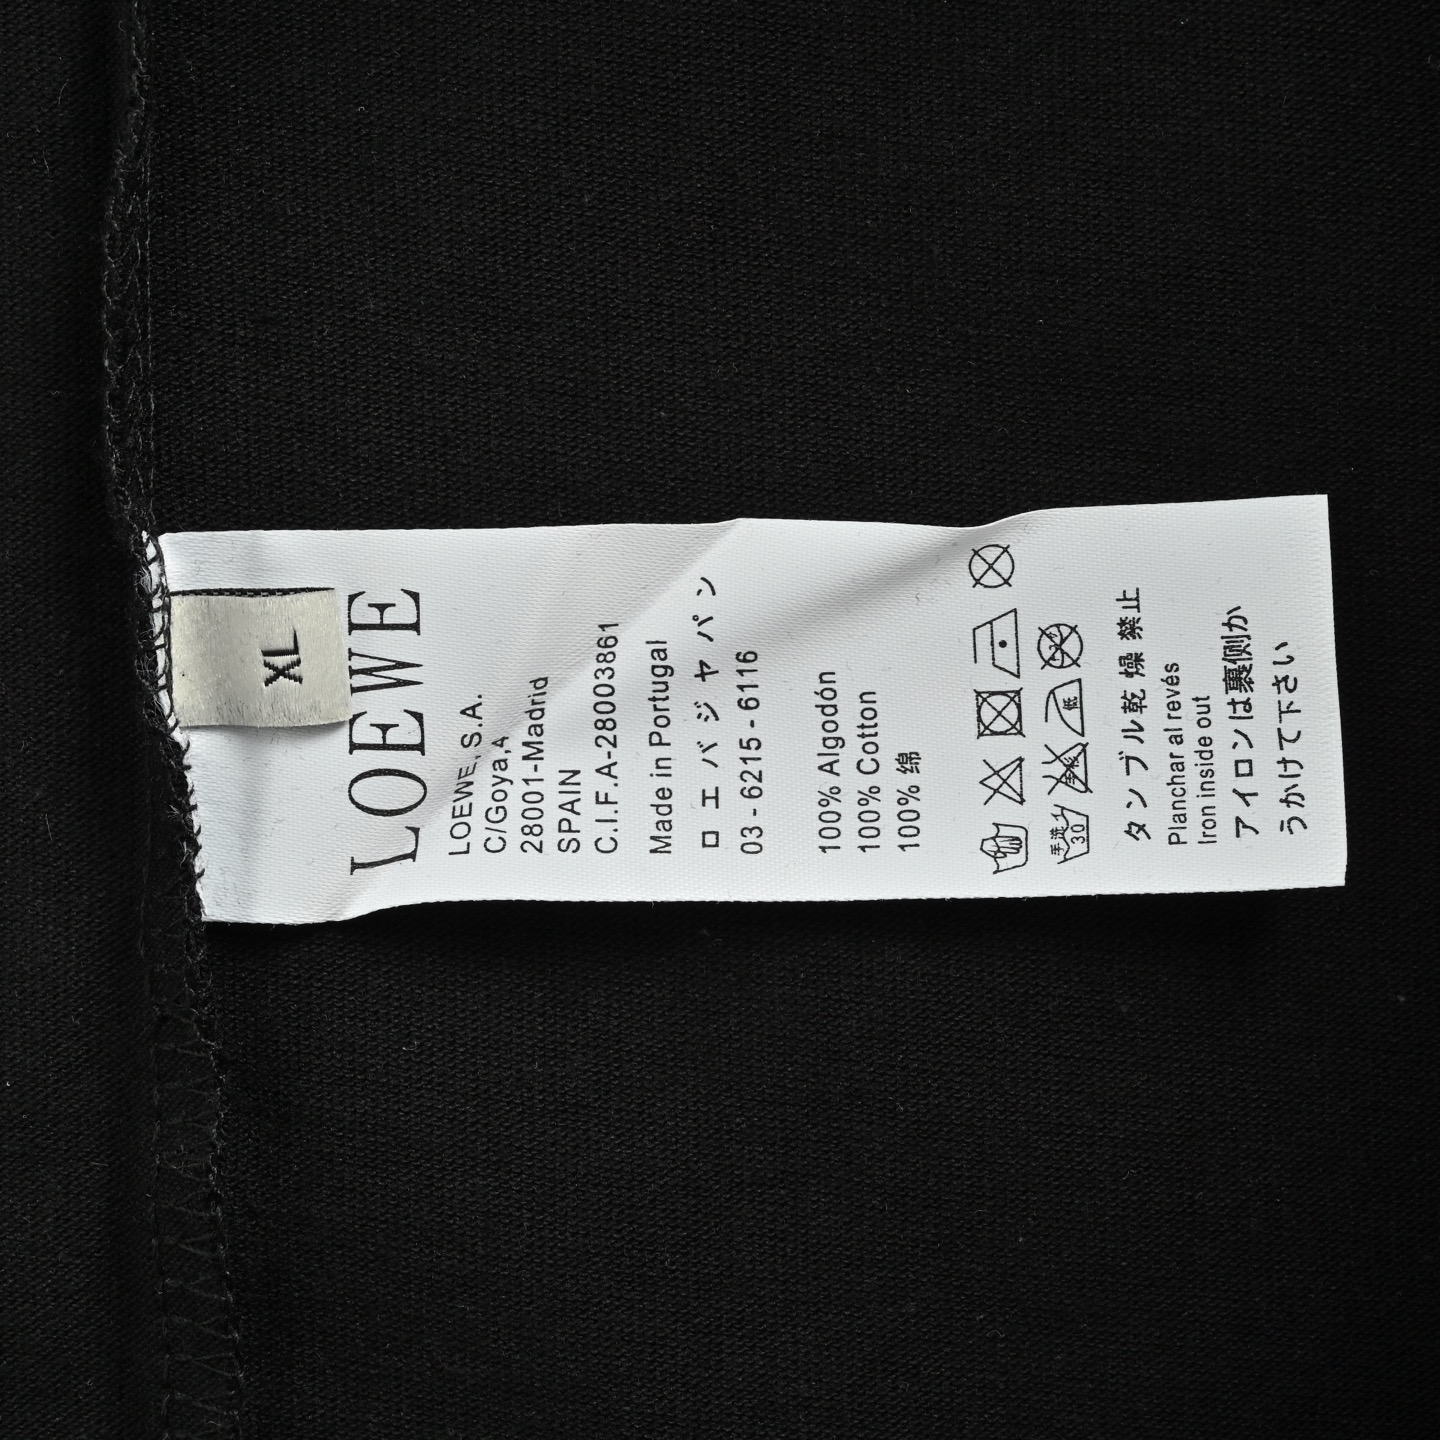 XL
LOEWE
LOEWE, S.A.
C/Goya,4
28001-Madrid
SPAIN
C.I.F.A-28003861
Made in Portugal
ロエバジャパン
03 - 6215 - 6116
100% Algodón
100% Cotton
100% 绵
手洗イ
30
低
タンブル乾燥禁止
Planchar al revés
Iron inside out
アイロンは裏側か
うかけて下さい